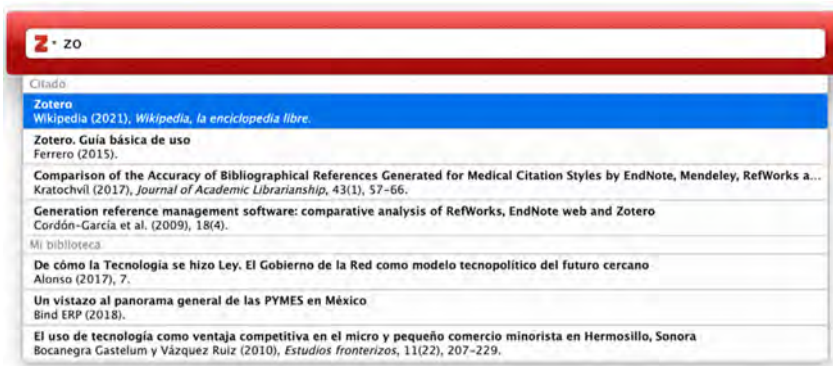 Z zo
Citado
Zotero
Wikipedia (2021), Wikipedia, la enciclopedia libre.
Zotero. Guía básica de uso
Ferrero (2015).
Comparison of the Accuracy of Bibliographical References Generated for Medical Citation Styles by EndNote, Mendeley, RefWorks a...
Kratochvíl (2017), Journal of Academic Librarianship, 43(1), 57–66.
Generation reference management software: comparative analysis of RefWorks, EndNote web and Zotero
Cordón-García et al. (2009), 18(4).
Mi biblioteca
De cómo la Tecnología se hizo Ley. El Gobierno de la Red como modelo tecnopolítico del futuro cercano
Alonso (2017), 7.
Un vistazo al panorama general de las PYMES en México
Bind ERP (2018).
El uso de tecnología como ventaja competitiva en el micro y pequeño comercio minorista en Hermosillo, Sonora
Bocanegra Gastelum y Vázquez Ruiz (2010), Estudios fronterizos, 11(22), 207–229.